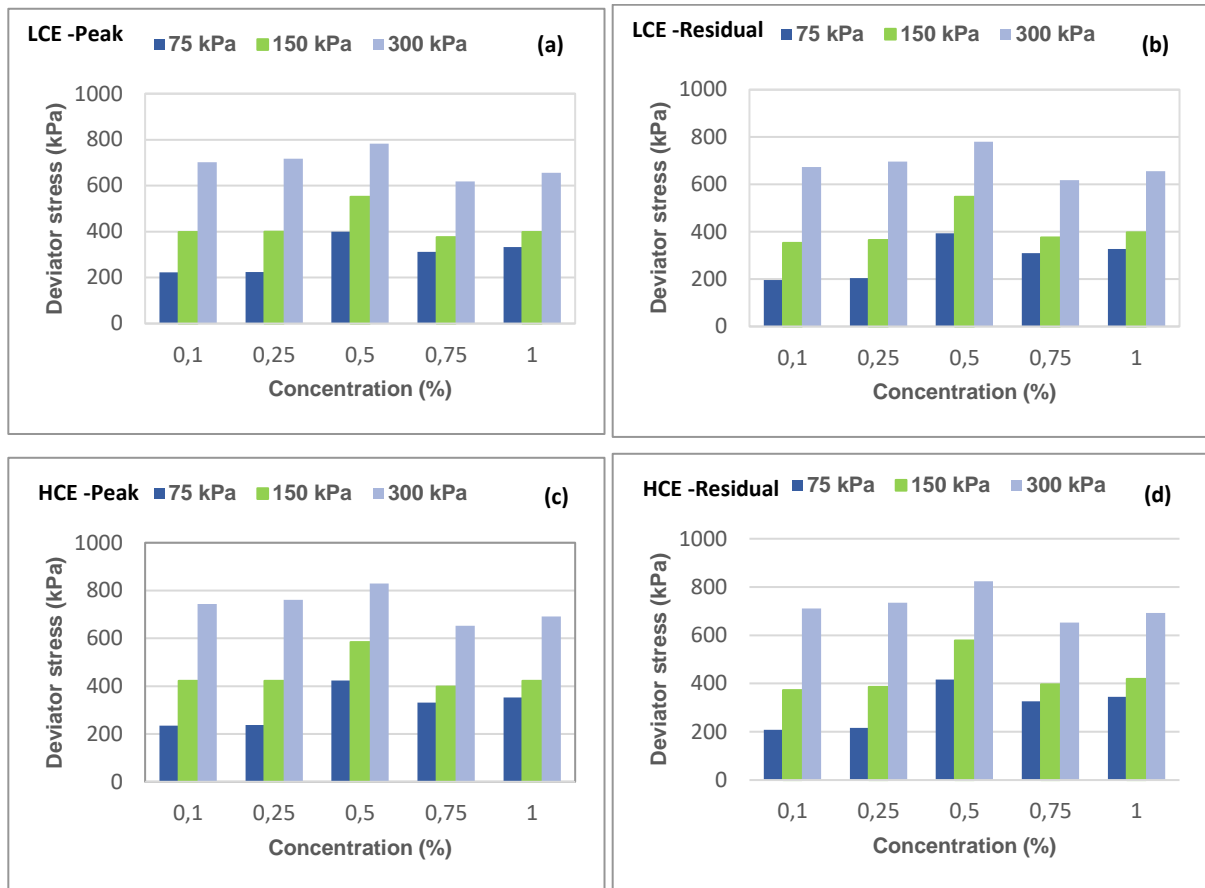 LCE -Peak 75 kPa 150 kPa 300 kPa (a)
1000
800
600
400
200
0
Deviator stress (kPa)
0,1 0,25 0,5 0,75 1
Concentration (%)
LCE -Residual 75 kPa 150 kPa 300 kPa (b)
1000
800
600
400
200
0
Deviator stress (kPa)
0,1 0,25 0,5 0,75 1
Concentration (%)
HCE -Peak 75 kPa 150 kPa 300 kPa (c)
1000
800
600
400
200
0
Deviator stress (kPa)
0,1 0,25 0,5 0,75 1
Concentration (%)
HCE -Residual 75 kPa 150 kPa 300 kPa (d)
1000
800
600
400
200
0
Deviator stress (kPa)
0,1 0,25 0,5 0,75 1
Concentration (%)